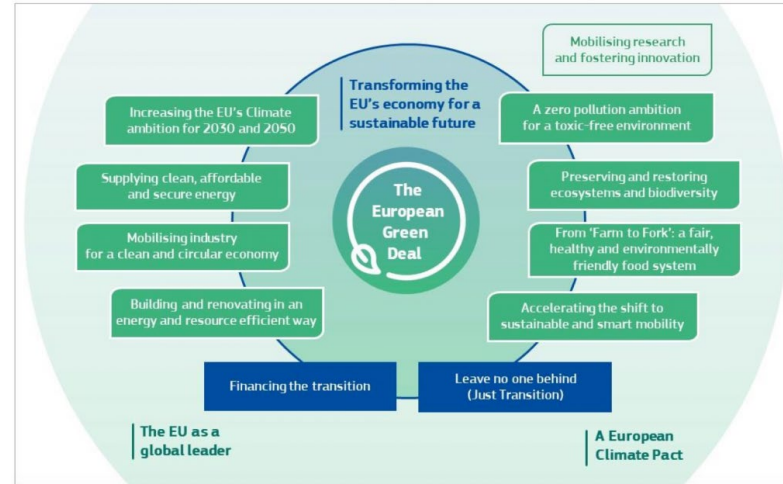 Mobilising research
and fostering innovation
Transforming the
EU's economy for a
sustainable future
Increasing the EU's Climate
ambition for 2030 and 2050
A zero pollution ambition
for a toxic-free environment
Supplying clean, affordable
and secure energy
Preserving and restoring
ecosystems and biodiversity
The
European
Green
Deal
Mobilising industry
for a clean and circular economy
From 'Farm to Fork': a fair,
healthy and environmentally
friendly food system
Building and renovating in an
energy and resource efficient way
Accelerating the shift to
sustainable and smart mobility
Financing the transition
Leave no one behind
(Just Transition)
The EU as a
global leader
A European
Climate Pact